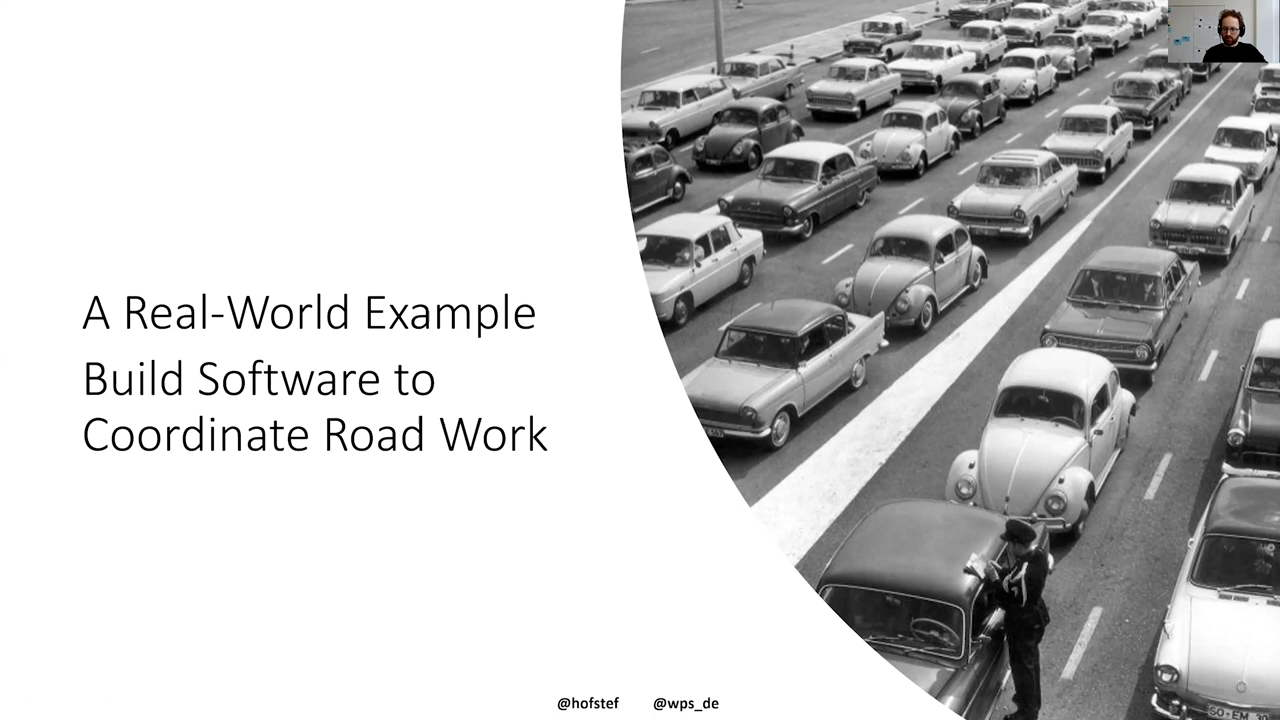 A Real-World Example
Build Software to
Coordinate Road Work
@hofstef @wps_de